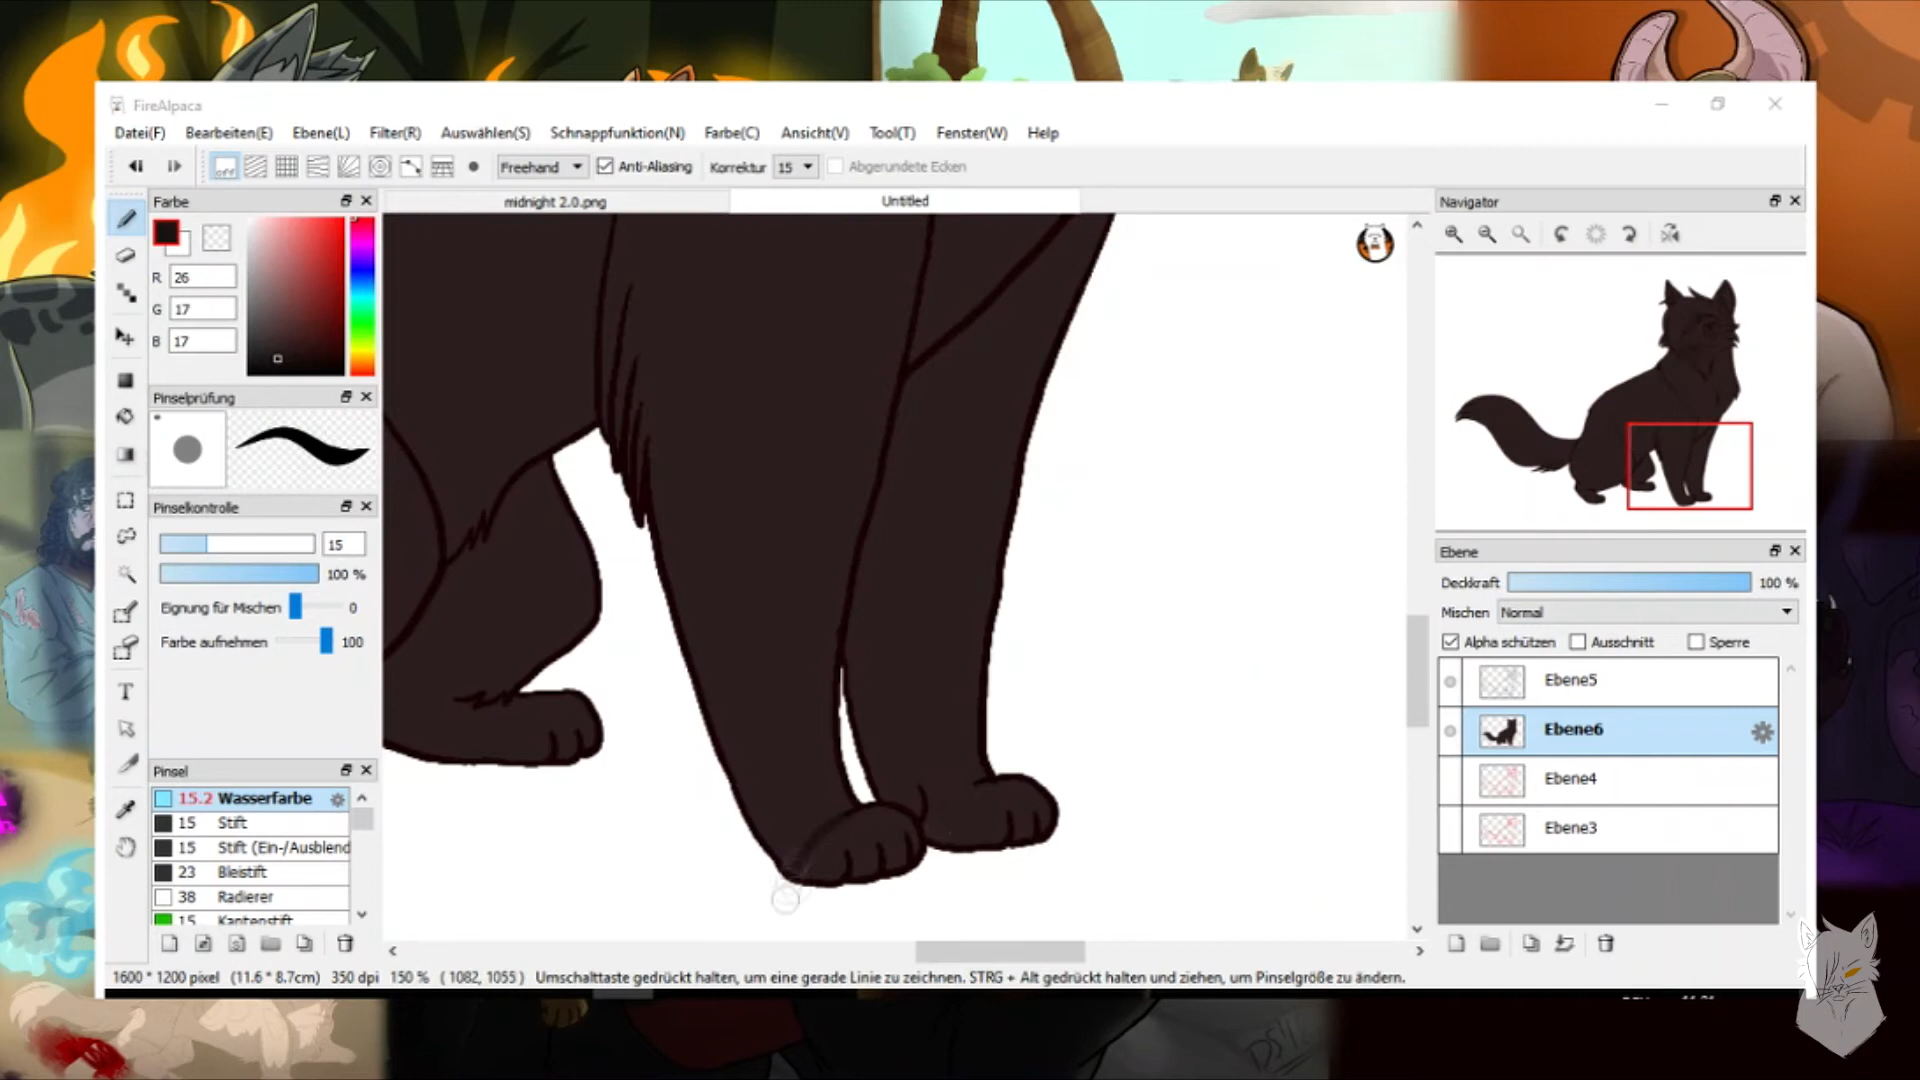 FireAlpaca
Datei(F) Bearbeiten(E) Ebene(L) Filter(R) Auswählen(S) Schnappfunktion(N) Farbe(C) Ansicht(V) Tool(T) Fenster(W) Help
off Freehand Anti-Aliasing Korrektur 15 Abgerundete Ecken
Farbe
midnight 2.0.png Untitled
Navigator
R 26
G 17
B 17
Pinselprüfung
Pinselkontrolle
15
100 %
Eignung für Mischen 0
Farbe aufnehmen 100
Ebene
Deckkraft 100 %
Mischen Normal
Alpha schützen Ausschnitt Sperre
Ebene5
Ebene6
Ebene4
Ebene3
Pinsel
15.2 Wasserfarbe
15 Stift
15 Stift (Ein-/Ausblend
23 Bleistift
38 Radierer
15 Kantenstift
1600 * 1200 pixel (11.6 * 8.7cm) 350 dpi 150 % ( 1082, 1055 ) Umschalttaste gedrückt halten, um eine gerade Linie zu zeichnen. STRG + Alt gedrückt halten und ziehen, um Pinselgröße zu ändern.